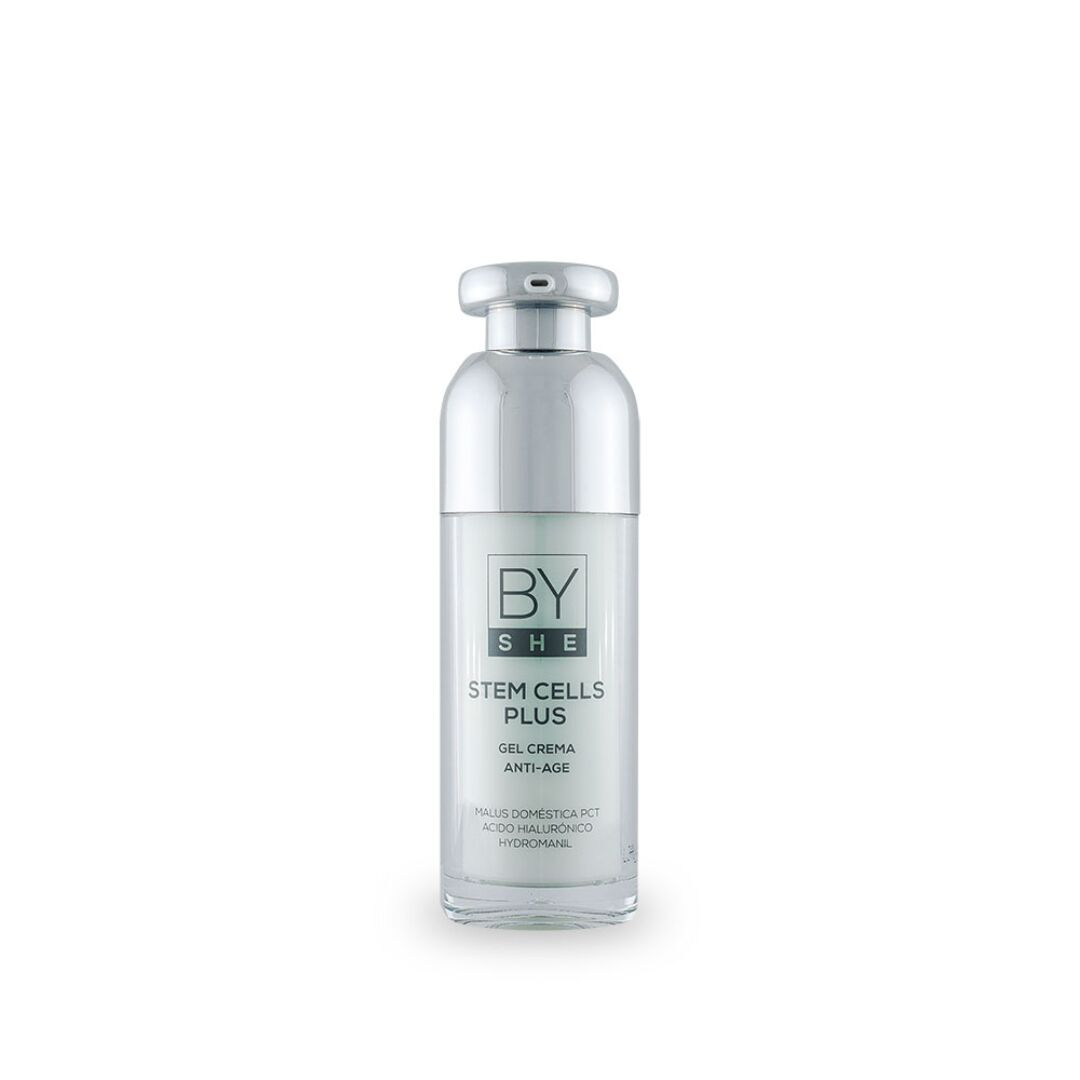 BY
SHE
STEM CELLS
PLUS
GEL CREMA
ANTI-AGE
MALUS DOMÉSTICA PCT
ACIDO HIALURÓNICO
HYDROMANIL